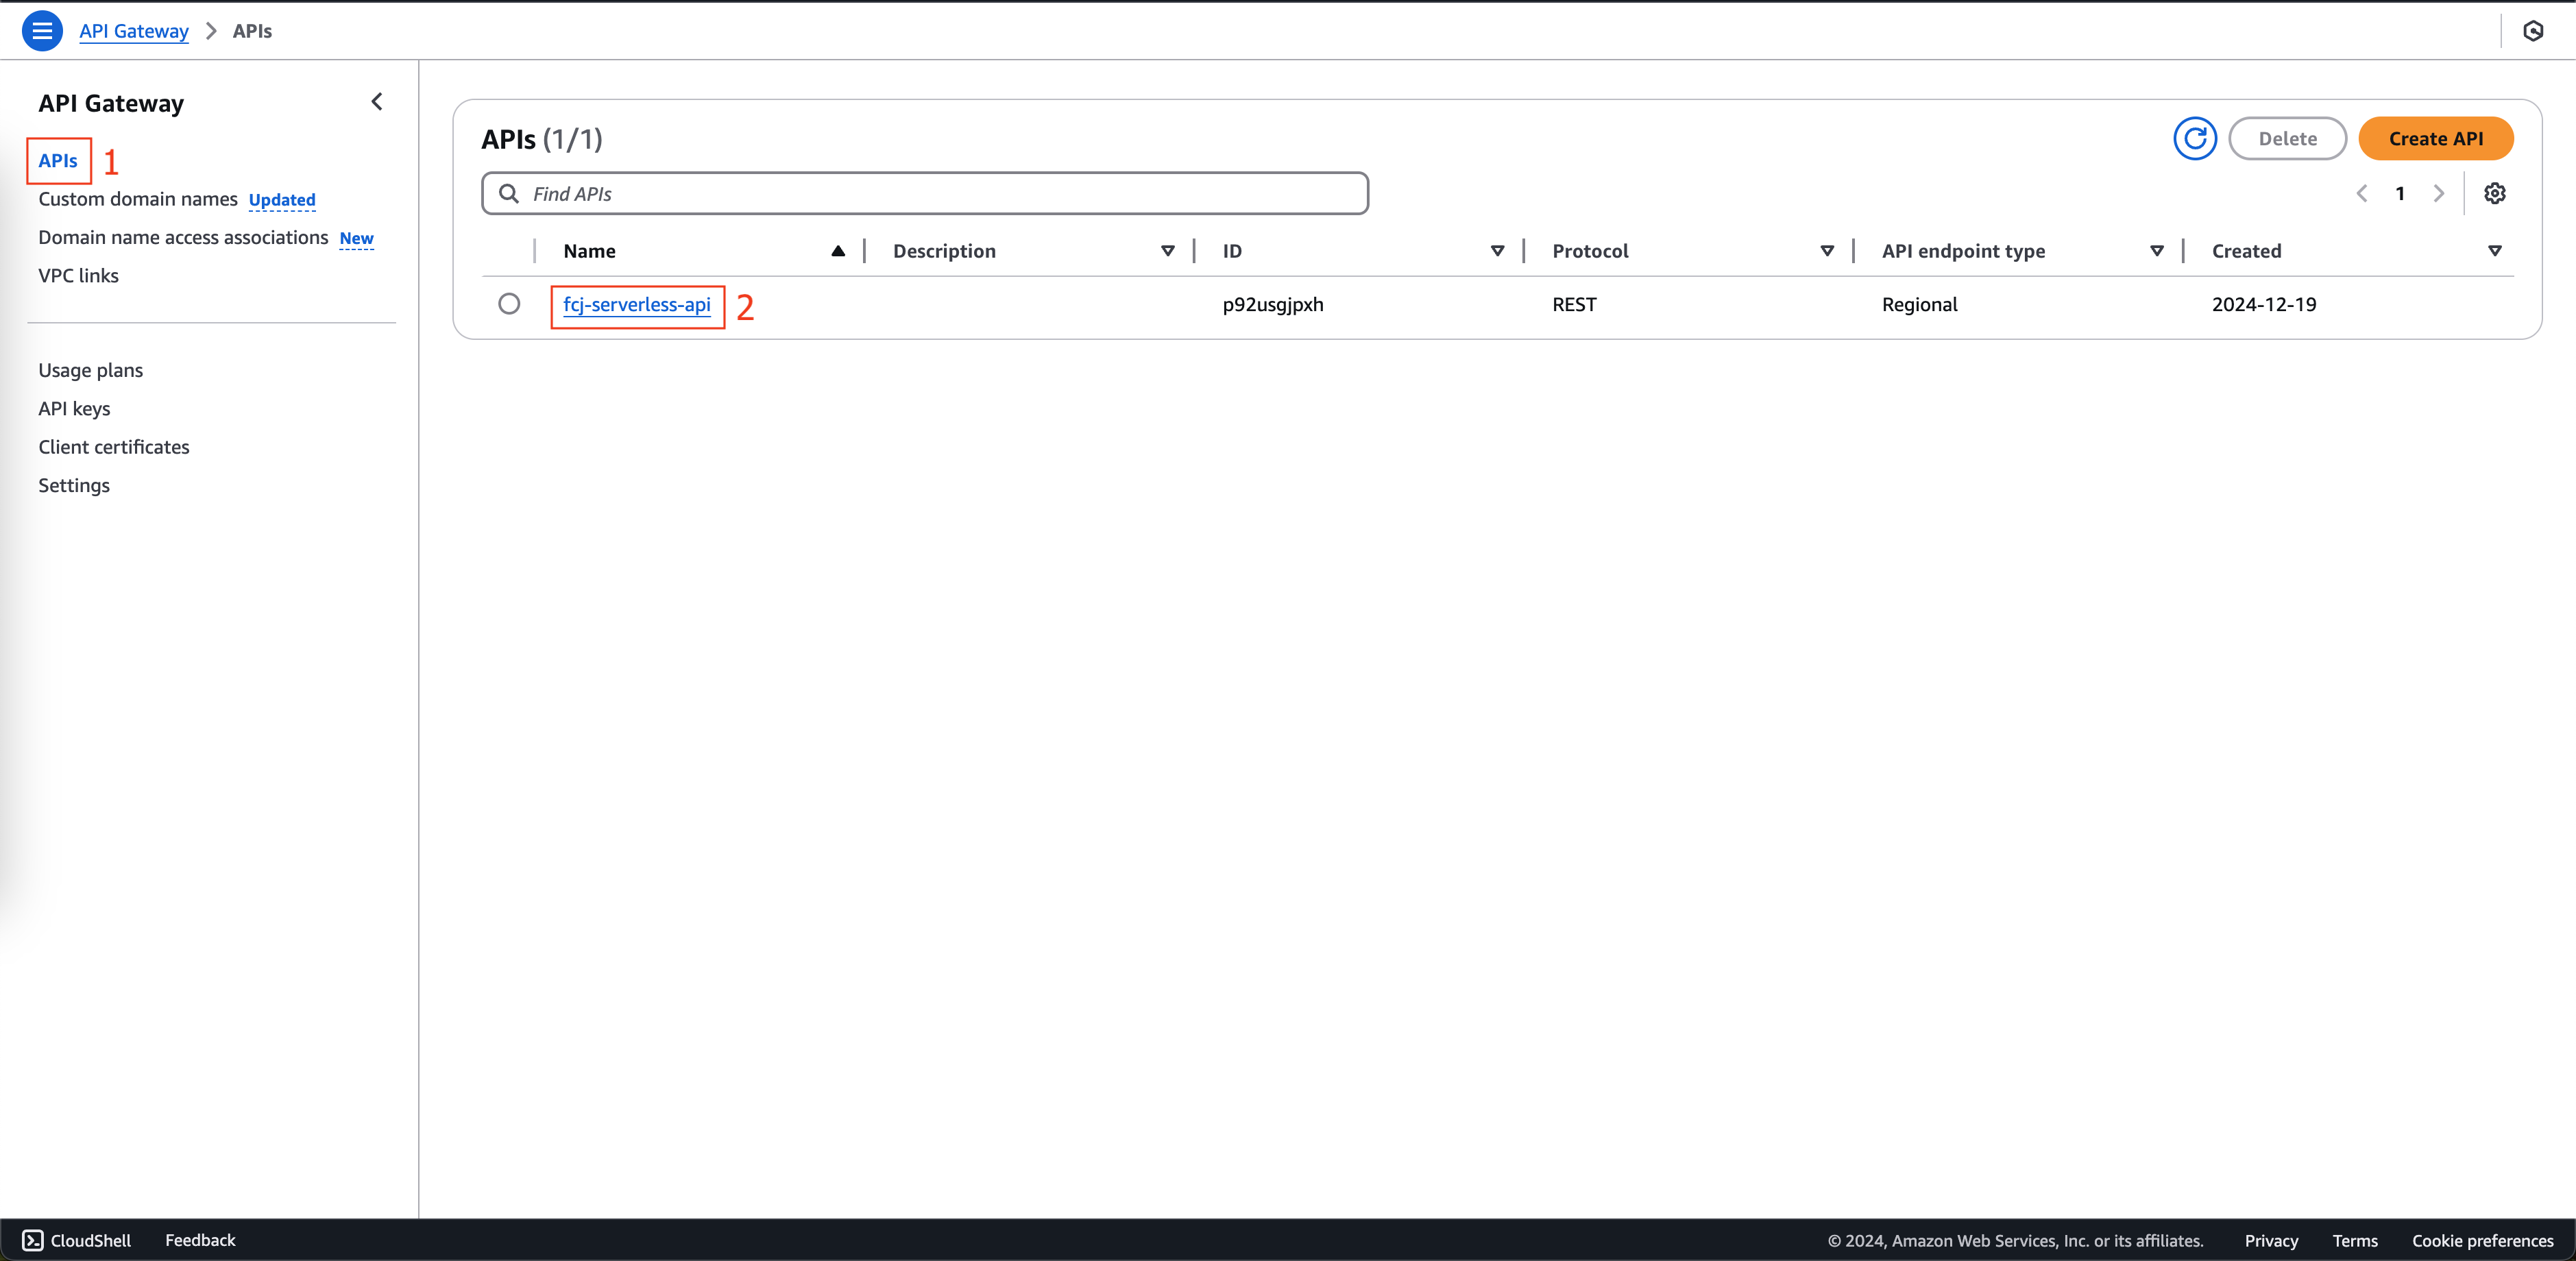 API Gateway > APIs
API Gateway
APIs 1
Custom domain names Updated
Domain name access associations New
VPC links
Usage plans
API keys
Client certificates
Settings
APIs (1/1)
Delete
Create API
Find APIs
1
Name Description ID Protocol API endpoint type Created
fcj-serverless-api 2 p92usgjpxh REST Regional 2024-12-19
CloudShell Feedback © 2024, Amazon Web Services, Inc. or its affiliates. Privacy Terms Cookie preferences